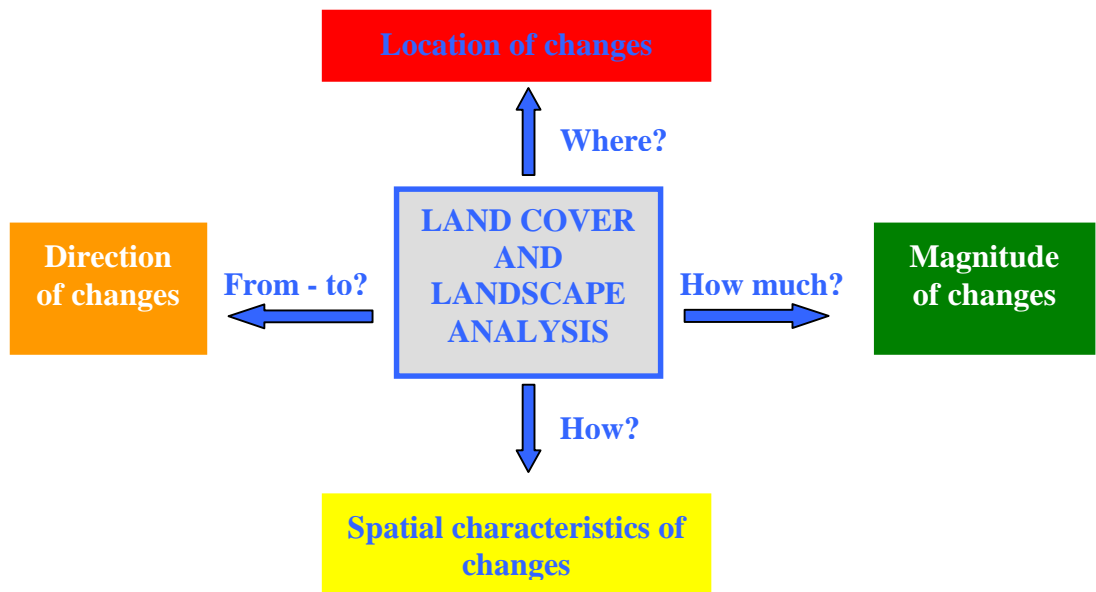 Location of changes
Where?
LAND COVER
AND
LANDSCAPE
ANALYSIS
Direction
of changes
From - to?
How much?
Magnitude
of changes
How?
Spatial characteristics of
changes